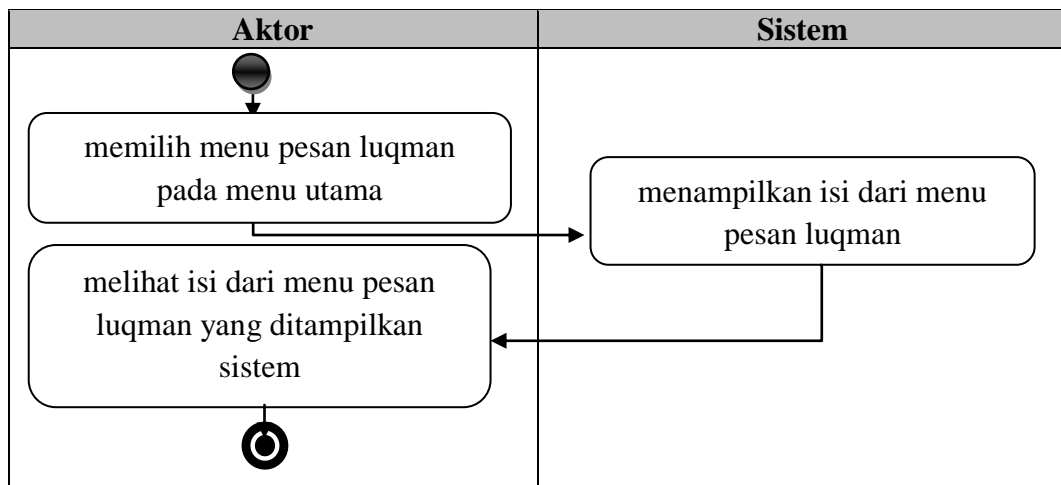 Aktor
Sistem
memilih menu pesan luqman
pada menu utama
menampilkan isi dari menu
pesan luqman
melihat isi dari menu pesan
luqman yang ditampilkan
sistem